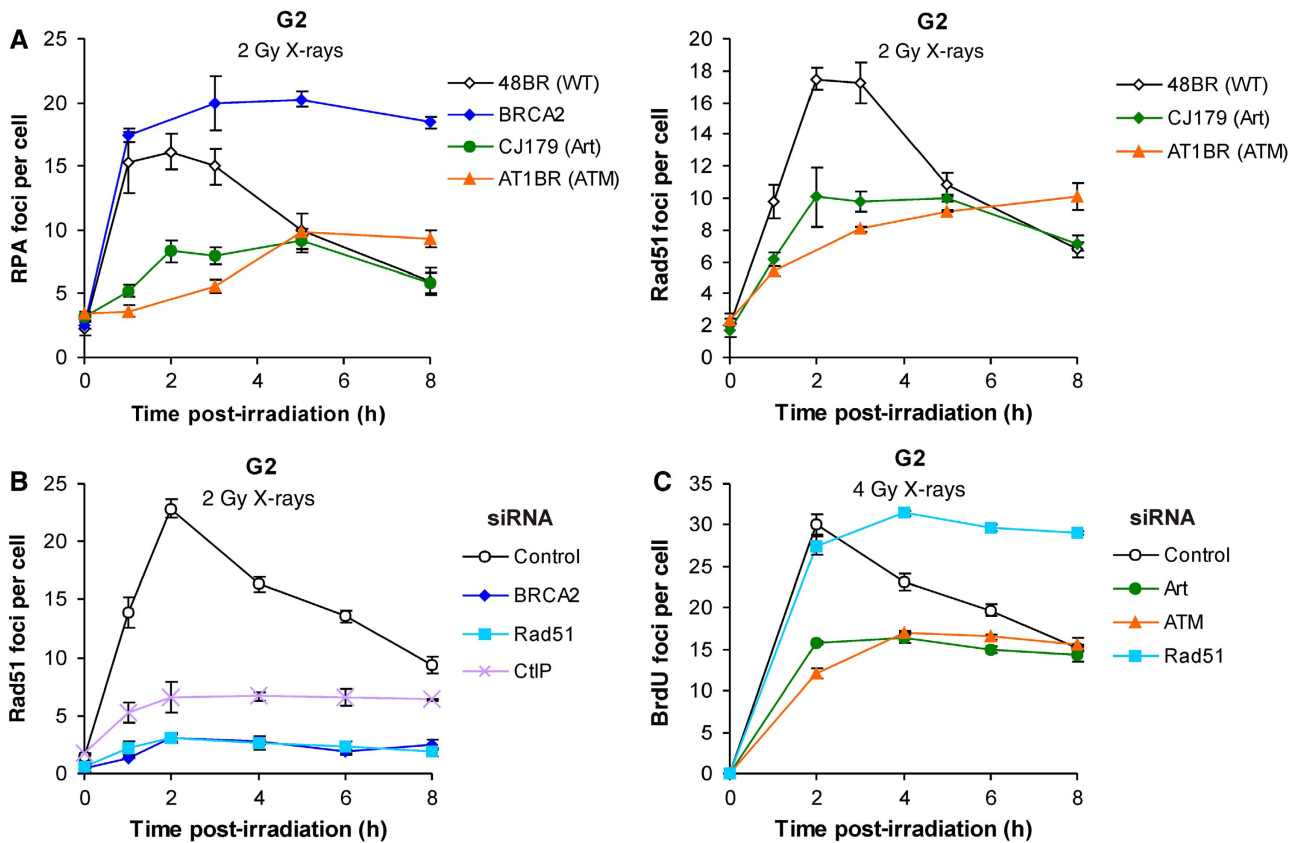 A
G2
2 Gy X-rays
RPA foci per cell
25
20
15
10
5
0
0 2 4 6 8
Time post-irradiation (h)
48BR (WT)
BRCA2
CJ179 (Art)
AT1BR (ATM)
G2
2 Gy X-rays
Rad51 foci per cell
20
18
16
14
12
10
8
6
4
2
0
0 2 4 6 8
Time post-irradiation (h)
48BR (WT)
CJ179 (Art)
AT1BR (ATM)
B
G2
2 Gy X-rays
Rad51 foci per cell
25
20
15
10
5
0
0 2 4 6 8
Time post-irradiation (h)
siRNA
Control
BRCA2
Rad51
CtIP
C
G2
4 Gy X-rays
BrdU foci per cell
35
30
25
20
15
10
5
0
0 2 4 6 8
Time post-irradiation (h)
siRNA
Control
Art
ATM
Rad51